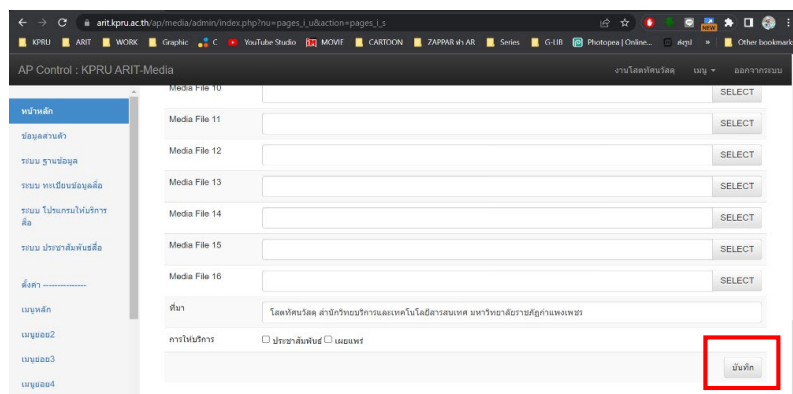 arit.kpru.ac.th/ap/media/admin/index.php?nu=pages_i_u&action=pages_i_s
KPRU ARIT WORK Graphic C YouTube Studio MOVIE CARTOON ZAPPAR ทำ AR Series G-LIB Photopea | Online... สรุป » Other bookmark
AP Control : KPRU ARIT-Media งานโสตทัศนวัสดุ เมนู ออกจากระบบ
หน้าหลัก
ข้อมูลส่วนตัว
ระบบ ฐานข้อมูล
ระบบ ทะเบียนข้อมูลสื่อ
ระบบ โปรแกรมให้บริการ
สื่อ
ระบบ ประชาสัมพันธ์สื่อ
ตั้งค่า ---------------
เมนูหลัก
เมนูย่อย2
เมนูย่อย3
เมนูย่อย4
Media File 10 SELECT
Media File 11 SELECT
Media File 12 SELECT
Media File 13 SELECT
Media File 14 SELECT
Media File 15 SELECT
Media File 16 SELECT
ที่มา โสตทัศนวัสดุ สำนักวิทยบริการและเทคโนโลยีสารสนเทศ มหาวิทยาลัยราชภัฏกำแพงเพชร
การให้บริการ ประชาสัมพันธ์ เผยแพร่
บันทึก